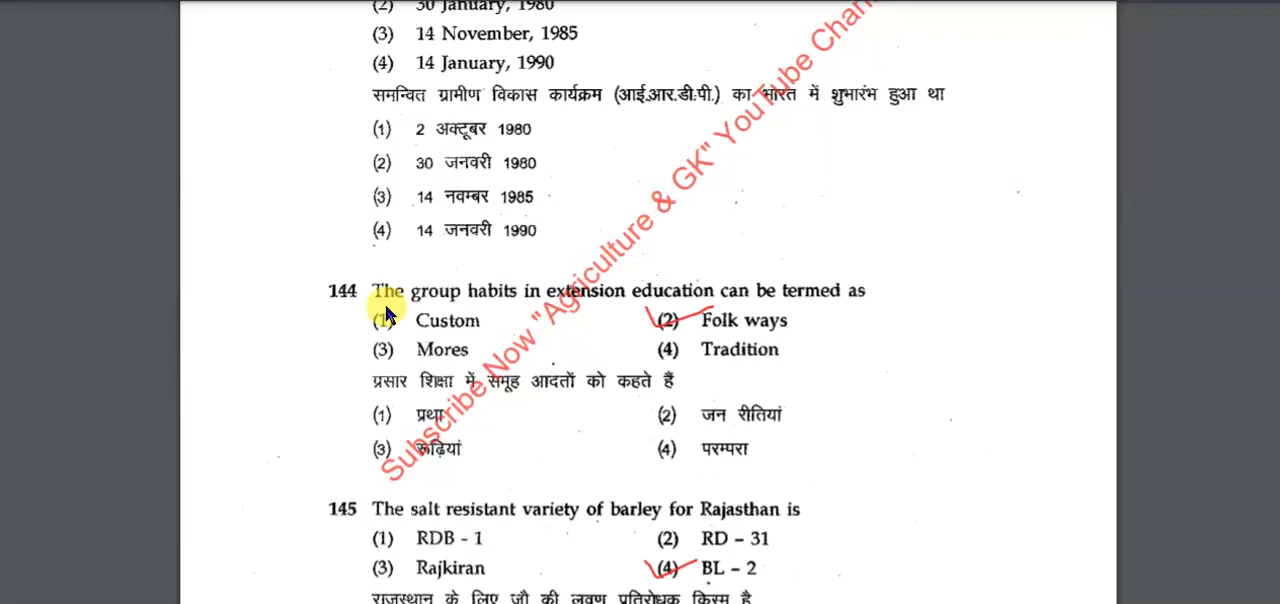 (2) 30 January, 1980
(3) 14 November, 1985
(4) 14 January, 1990
समन्वित ग्रामीण विकास कार्यक्रम (आई.आर.डी.पी.) का भारत में शुभारंभ हुआ था
(1) 2 अक्टूबर 1980
(2) 30 जनवरी 1980
(3) 14 नवम्बर 1985
(4) 14 जनवरी 1990
144 The group habits in extension education can be termed as
(1) Custom (2) Folk ways
(3) Mores (4) Tradition
प्रसार शिक्षा में समूह आदतों को कहते हैं
(1) प्रथा (2) जन रीतियां
(3) रूढ़ियां (4) परम्परा
145 The salt resistant variety of barley for Rajasthan is
(1) RDB - 1 (2) RD - 31
(3) Rajkiran (4) BL - 2
राजस्थान के लिए जौ की लवण प्रतिरोधक किस्म है
Subscribe Now "Agriculture & GK" YouTube